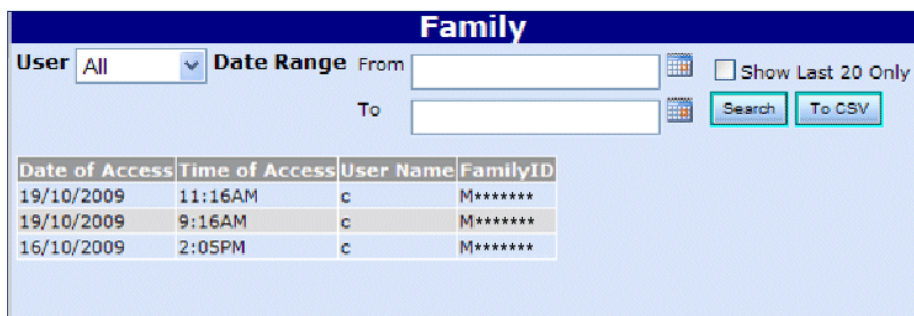 Family
User All Date Range From Show Last 20 Only
To Search To CSV
Date of Access Time of Access User Name FamilyID
19/10/2009 11:16AM c M*******
19/10/2009 9:16AM c M*******
16/10/2009 2:05PM c M*******